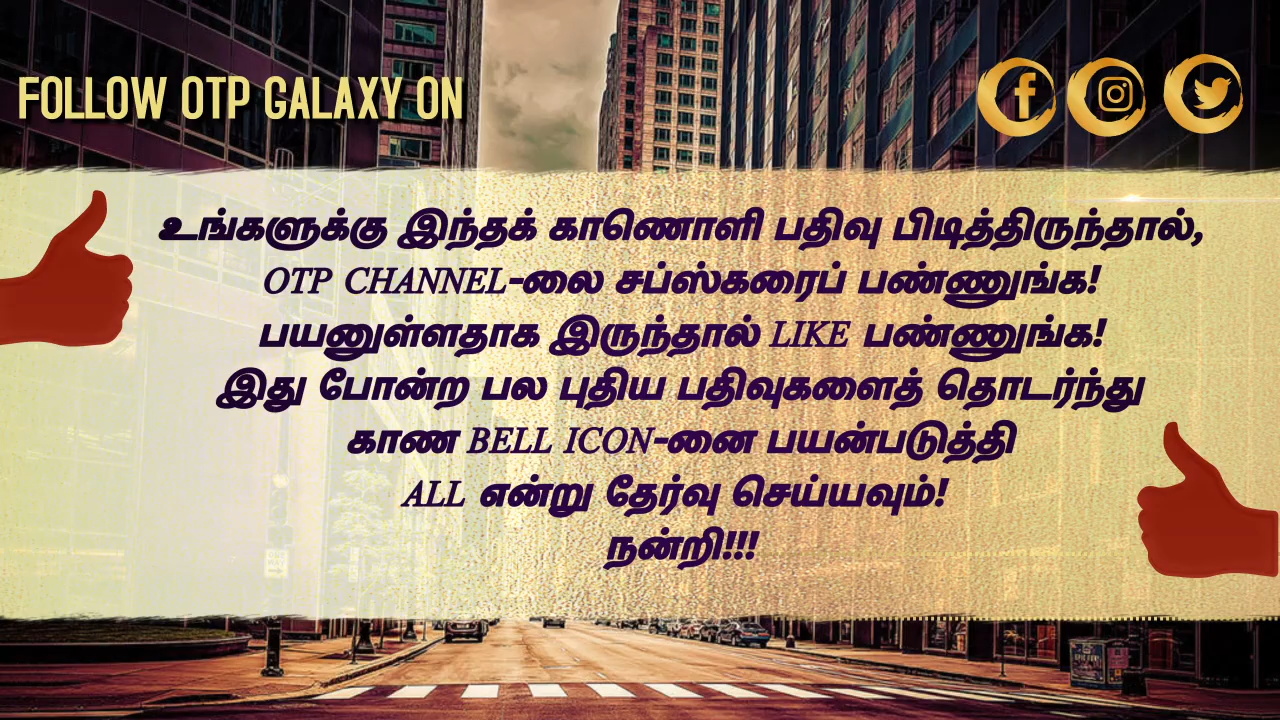 FOLLOW OTP GALAXY ON
உங்களுக்கு இந்தக் காணொளி பதிவு பிடித்திருந்தால்,
OTP CHANNEL-லை சப்ஸ்கரைப் பண்ணுங்க!
பயனுள்ளதாக இருந்தால் LIKE பண்ணுங்க!
இது போன்ற பல புதிய பதிவுகளைத் தொடர்ந்து
காண BELL ICON-னை பயன்படுத்தி
ALL என்று தேர்வு செய்யவும்!
நன்றி!!!